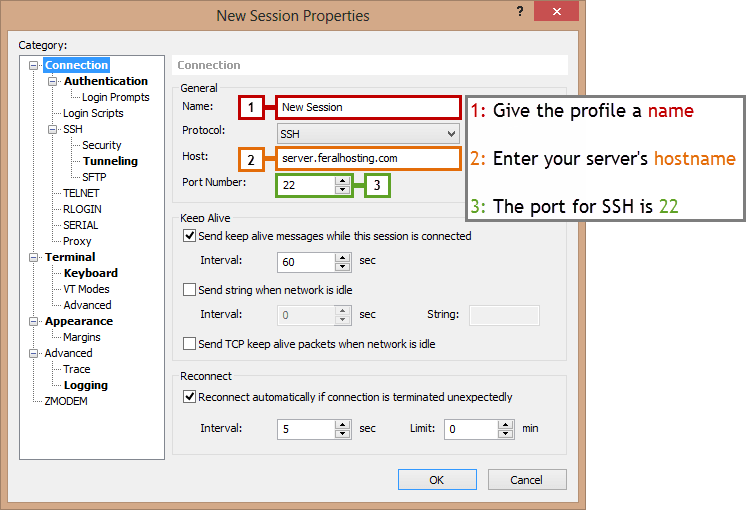 New Session Properties
?
x
Category:
Connection
Authentication
Login Prompts
Login Scripts
SSH
Security
Tunneling
SFTP
TELNET
RLOGIN
SERIAL
Proxy
Terminal
Keyboard
VT Modes
Advanced
Appearance
Margins
Advanced
Trace
Logging
ZMODEM
Connection
General
Name: 1 New Session
Protocol: SSH
Host: 2 server.feralhosting.com
Port Number: 22 3
1: Give the profile a name
2: Enter your server's hostname
3: The port for SSH is 22
Keep Alive
Send keep alive messages while this session is connected
Interval: 60 sec
Send string when network is idle
Interval: 0 sec String:
Send TCP keep alive packets when network is idle
Reconnect
Reconnect automatically if connection is terminated unexpectedly
Interval: 5 sec Limit: 0 min
OK Cancel